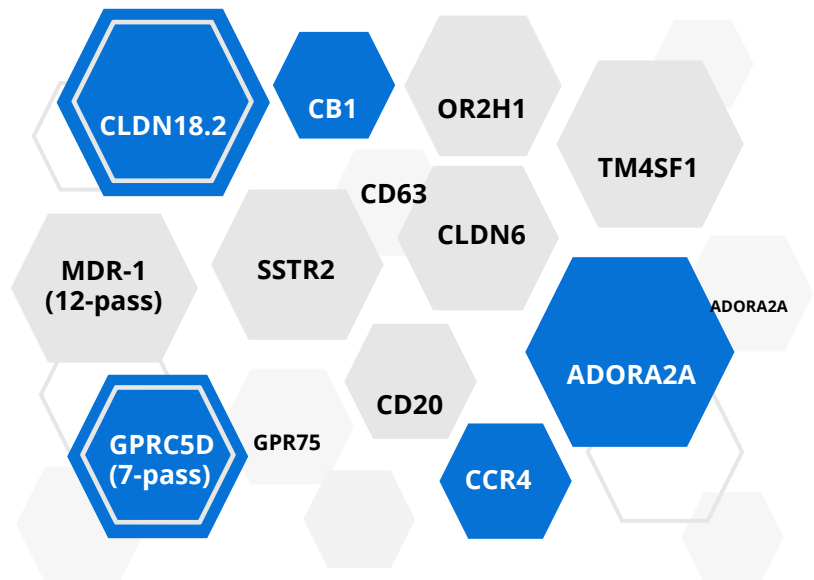 CLDN18.2
CB1
OR2H1
TM4SF1
CD63
CLDN6
MDR-1
(12-pass)
SSTR2
ADORA2A
ADORA2A
CD20
GPRC5D
(7-pass)
GPR75
CCR4